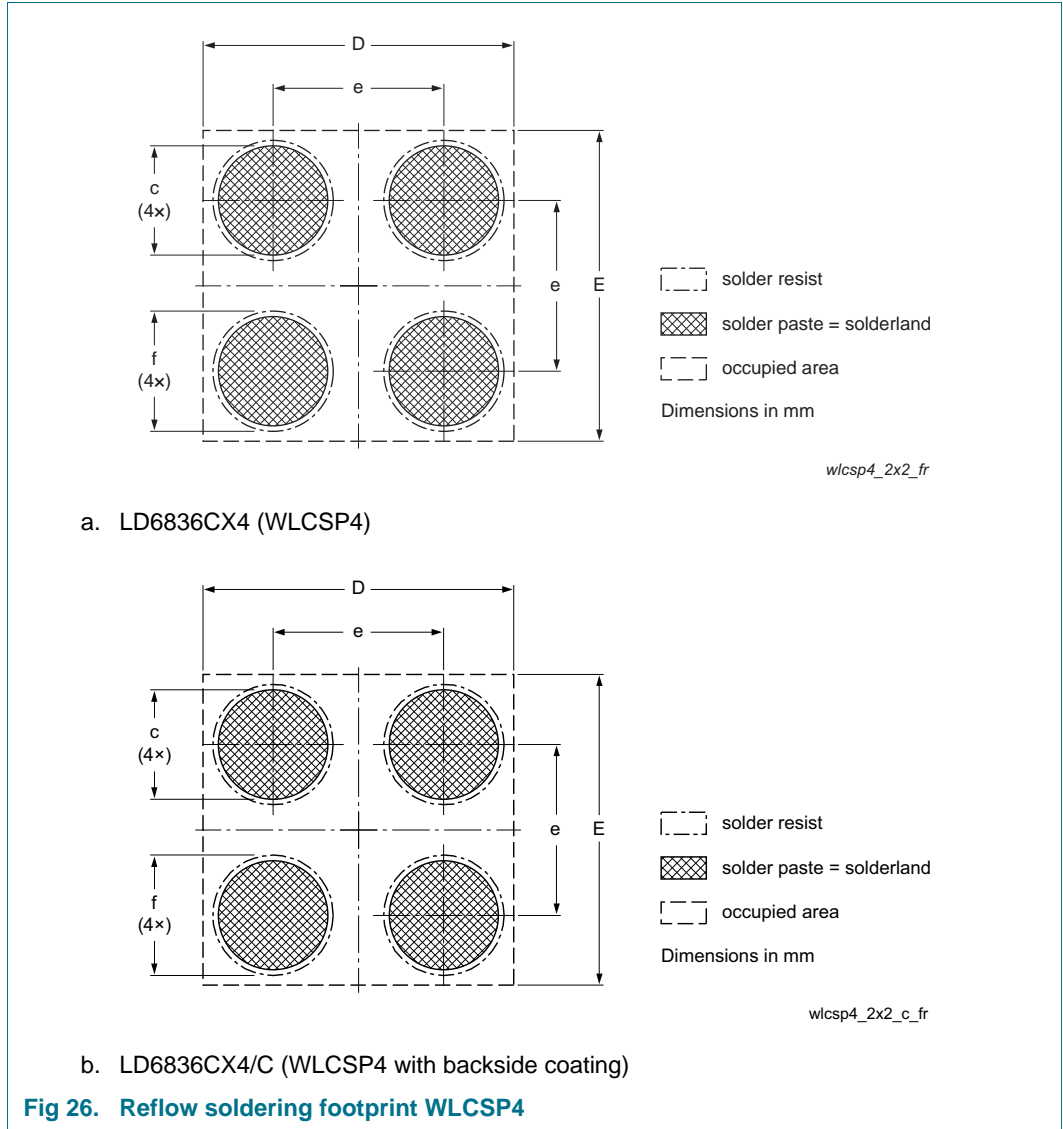 D
e
c
(4×)
f
(4×)
e
E
solder resist
solder paste = solderland
occupied area
Dimensions in mm
wlcsp4_2x2_fr
a. LD6836CX4 (WLCSP4)
D
e
c
(4×)
f
(4×)
e
E
solder resist
solder paste = solderland
occupied area
Dimensions in mm
wlcsp4_2x2_c_fr
b. LD6836CX4/C (WLCSP4 with backside coating)
Fig 26. Reflow soldering footprint WLCSP4